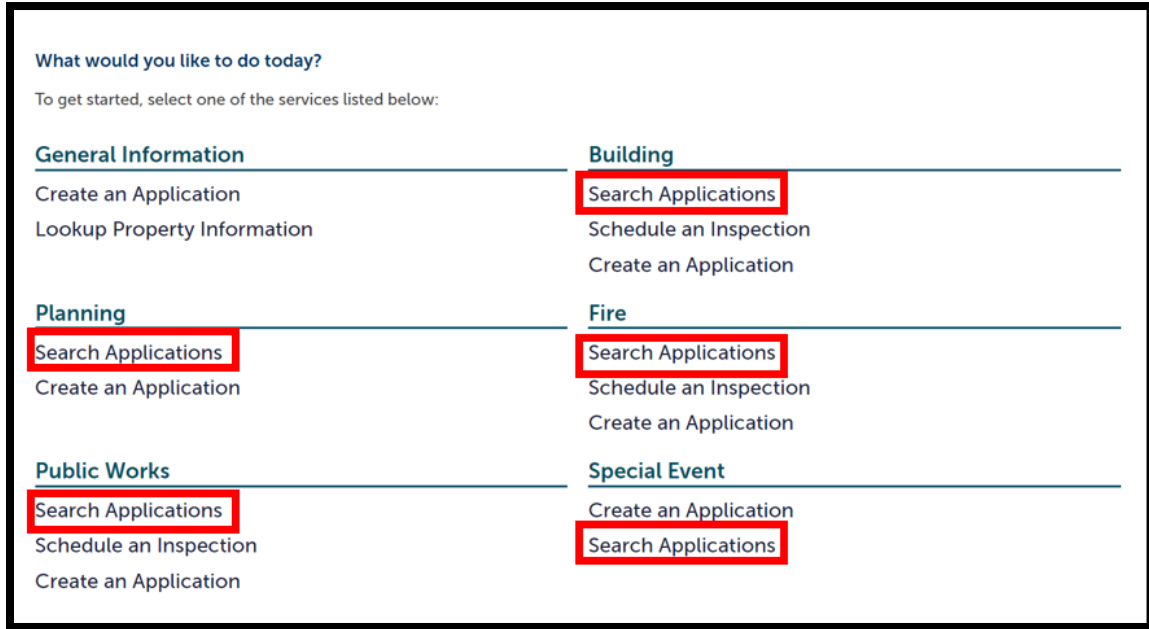 What would you like to do today?
To get started, select one of the services listed below:
General Information
Create an Application
Lookup Property Information
Building
Search Applications
Schedule an Inspection
Create an Application
Planning
Search Applications
Create an Application
Fire
Search Applications
Schedule an Inspection
Create an Application
Public Works
Search Applications
Schedule an Inspection
Create an Application
Special Event
Create an Application
Search Applications